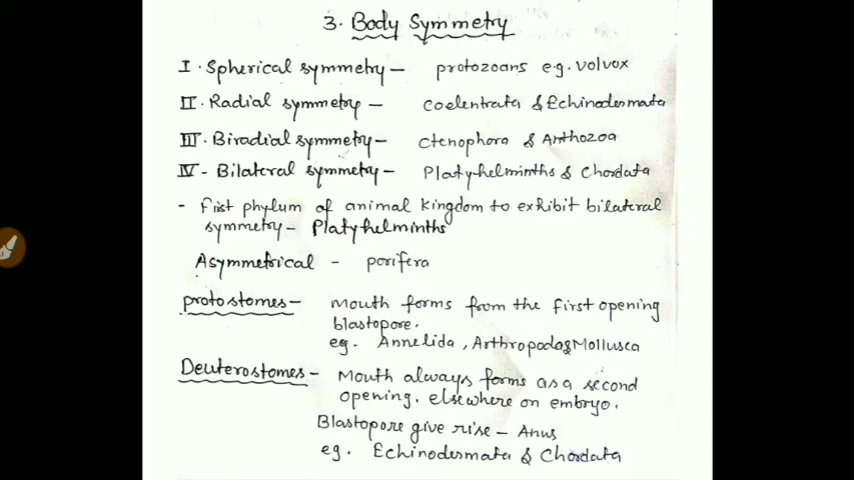 3. Body Symmetry
I. Spherical symmetry – protozoans e.g. volvox
II. Radial symmetry – coelentrata & Echinodermata
III. Biradial symmetry – ctenophora & Anthozoa
IV - Bilateral symmetry – Platyhelminths & Chordata
- First phylum of animal kingdom to exhibit bilateral
symmetry – Platyhelminths
Asymmetrical - porifera
protostomes – Mouth forms from the first opening
blastopore.
eg. Annelida, Arthropoda & Mollusca
Deuterostomes – Mouth always forms as a second
opening, elsewhere on embryo.
Blastopore give rise – Anus
eg. Echinodermata & Chordata